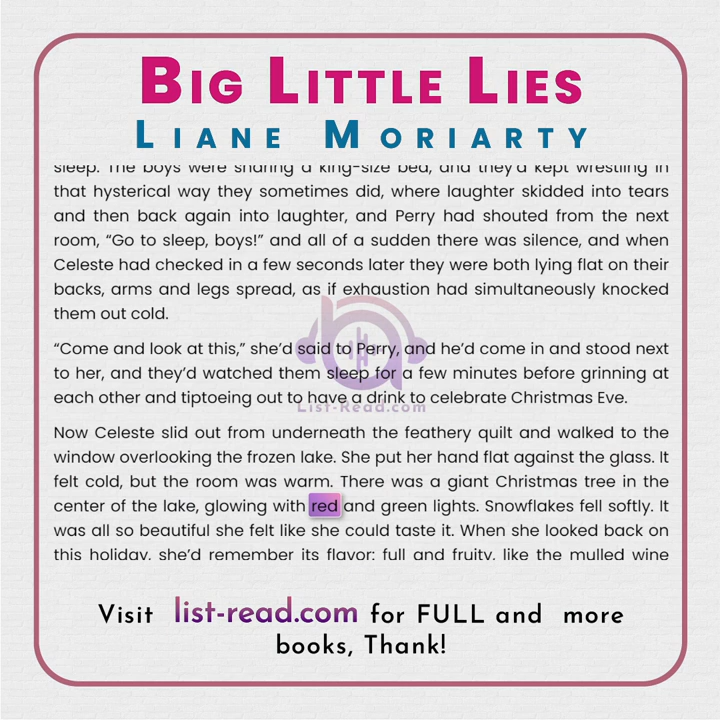 Big Little Lies
Liane Moriarty
sleep. The boys were sharing a king-size bed, and they'd kept wrestling in
that hysterical way they sometimes did, where laughter skidded into tears
and then back again into laughter, and Perry had shouted from the next
room, “Go to sleep, boys!” and all of a sudden there was silence, and when
Celeste had checked in a few seconds later they were both lying flat on their
backs, arms and legs spread, as if exhaustion had simultaneously knocked
them out cold.
“Come and look at this,” she'd said to Perry, and he'd come in and stood next
to her, and they'd watched them sleep for a few minutes before grinning at
each other and tiptoeing out to have a drink to celebrate Christmas Eve.
List-Read.com
Now Celeste slid out from underneath the feathery quilt and walked to the
window overlooking the frozen lake. She put her hand flat against the glass. It
felt cold, but the room was warm. There was a giant Christmas tree in the
center of the lake, glowing with red and green lights. Snowflakes fell softly. It
was all so beautiful she felt like she could taste it. When she looked back on
this holiday, she'd remember its flavor: full and fruity, like the mulled wine
Visit list-read.com for FULL and more
books, Thank!